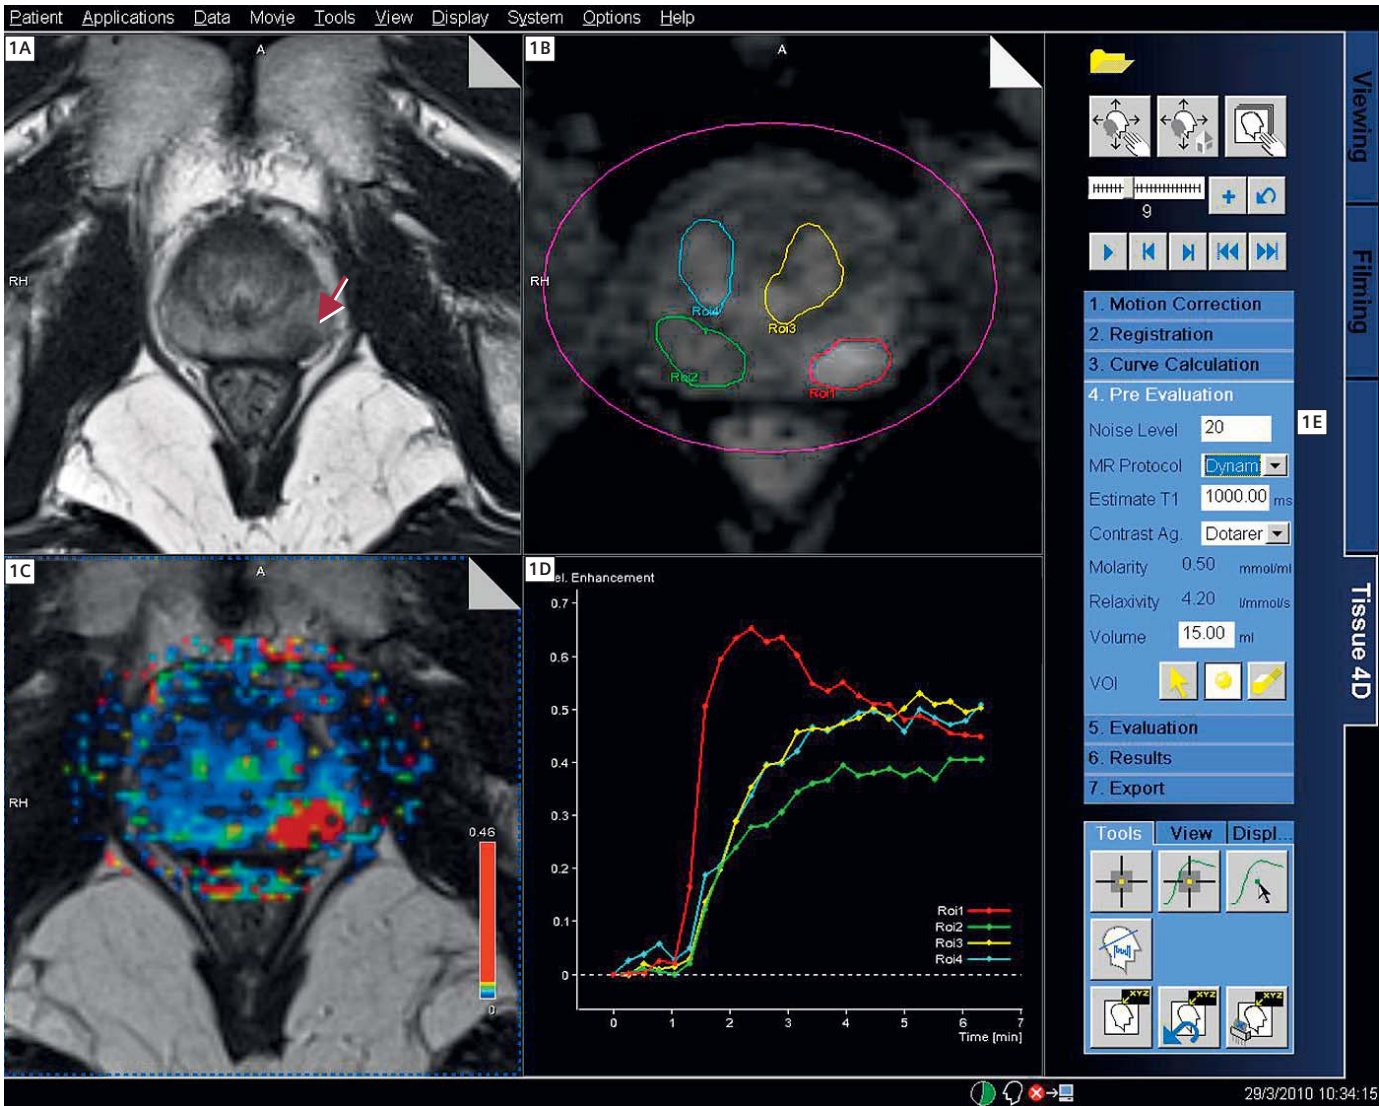 Patient Applications Data Movie Tools View Display System Options Help
1A
A
RH
1B
A
RH
Roi4
Roi3
Roi2
Roi1
1C
A
RH
0.46
0
1D
el. Enhancement
0.7
0.6
0.5
0.4
0.3
0.2
0.1
0
0 1 2 3 4 5 6 7
Time [min]
Roi1
Roi2
Roi3
Roi4
9
1. Motion Correction
2. Registration
3. Curve Calculation
4. Pre Evaluation
1E
Noise Level 20
MR Protocol Dynam
Estimate T1 1000.00 ms
Contrast Ag. Dotarer
Molarity 0.50 mmol/ml
Relaxivity 4.20 l/mmol/s
Volume 15.00 ml
VOI
5. Evaluation
6. Results
7. Export
Tools View Displ...
XYZ XYZ XYZ
Viewing
Filming
Tissue 4D
29/3/2010 10:34:15